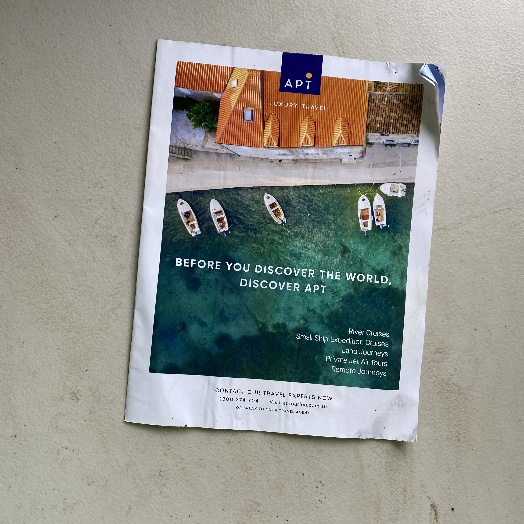 APT
LUXURY TRAVEL
BEFORE YOU DISCOVER THE WORLD,
DISCOVER APT
River Cruises
Small Ship Expedition Cruises
Land Journeys
Private Jet Air Tours
Remote Journeys
CONTACT OUR TRAVEL EXPERTS NOW